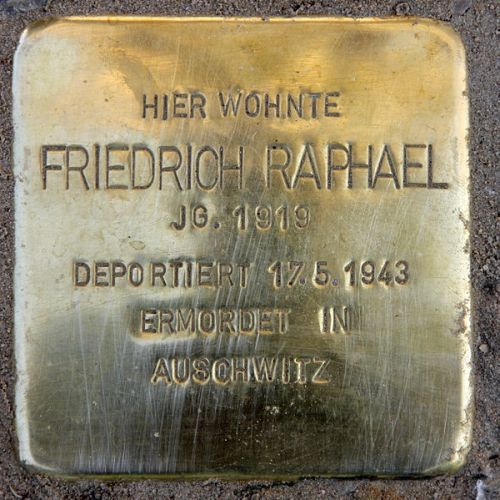 HIER WOHNTE
FRIEDRICH RAPHAEL
JG. 1919
DEPORTIERT 17.5.1943
ERMORDET IN
AUSCHWITZ